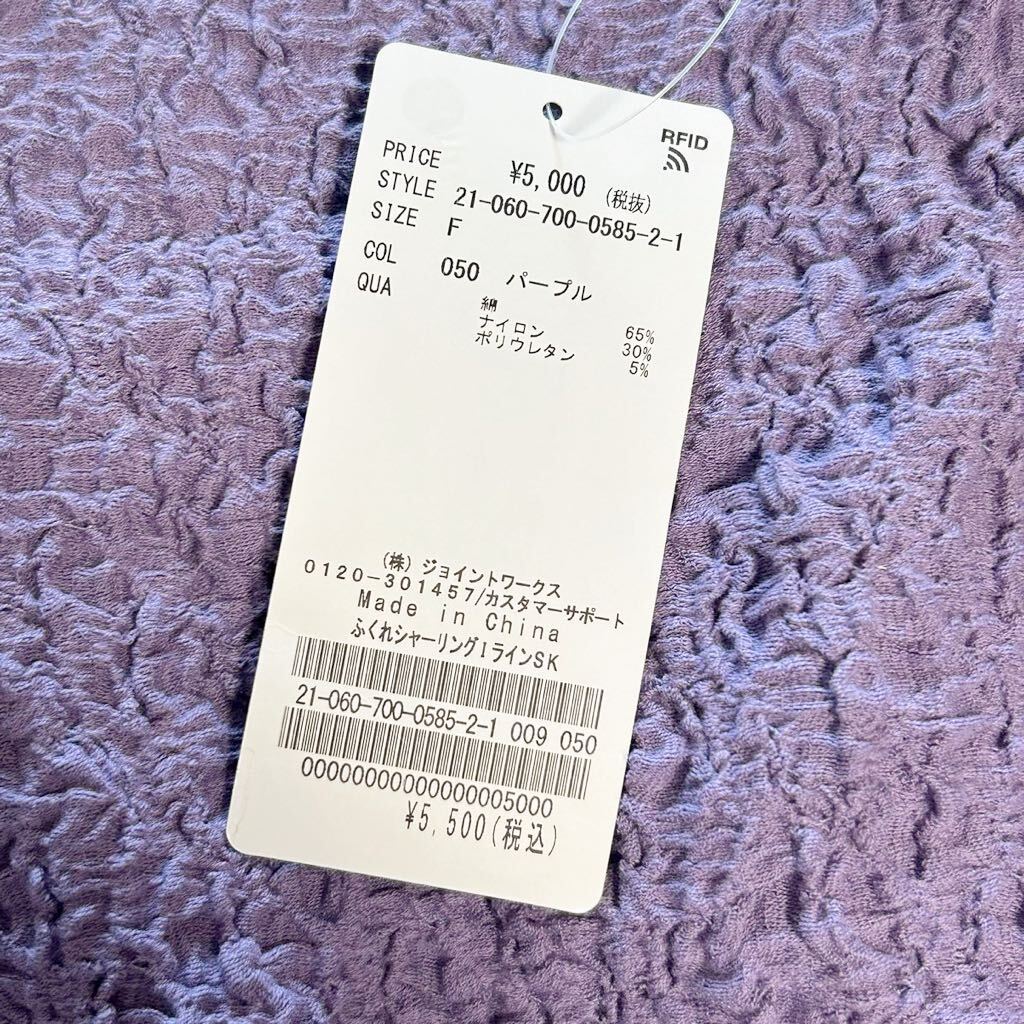 RFID
PRICE ¥5,000 (税抜)
STYLE 21-060-700-0585-2-1
SIZE F
COL 050 パープル
QUA
綿 65%
ナイロン 30%
ポリウレタン 5%
(株)ジョイントワークス
0120-301457/カスタマーサポート
Made in China
ふくれシャーリングIラインSK
21-060-700-0585-2-1 009 050
00000000000000005000
¥5,500(税込)